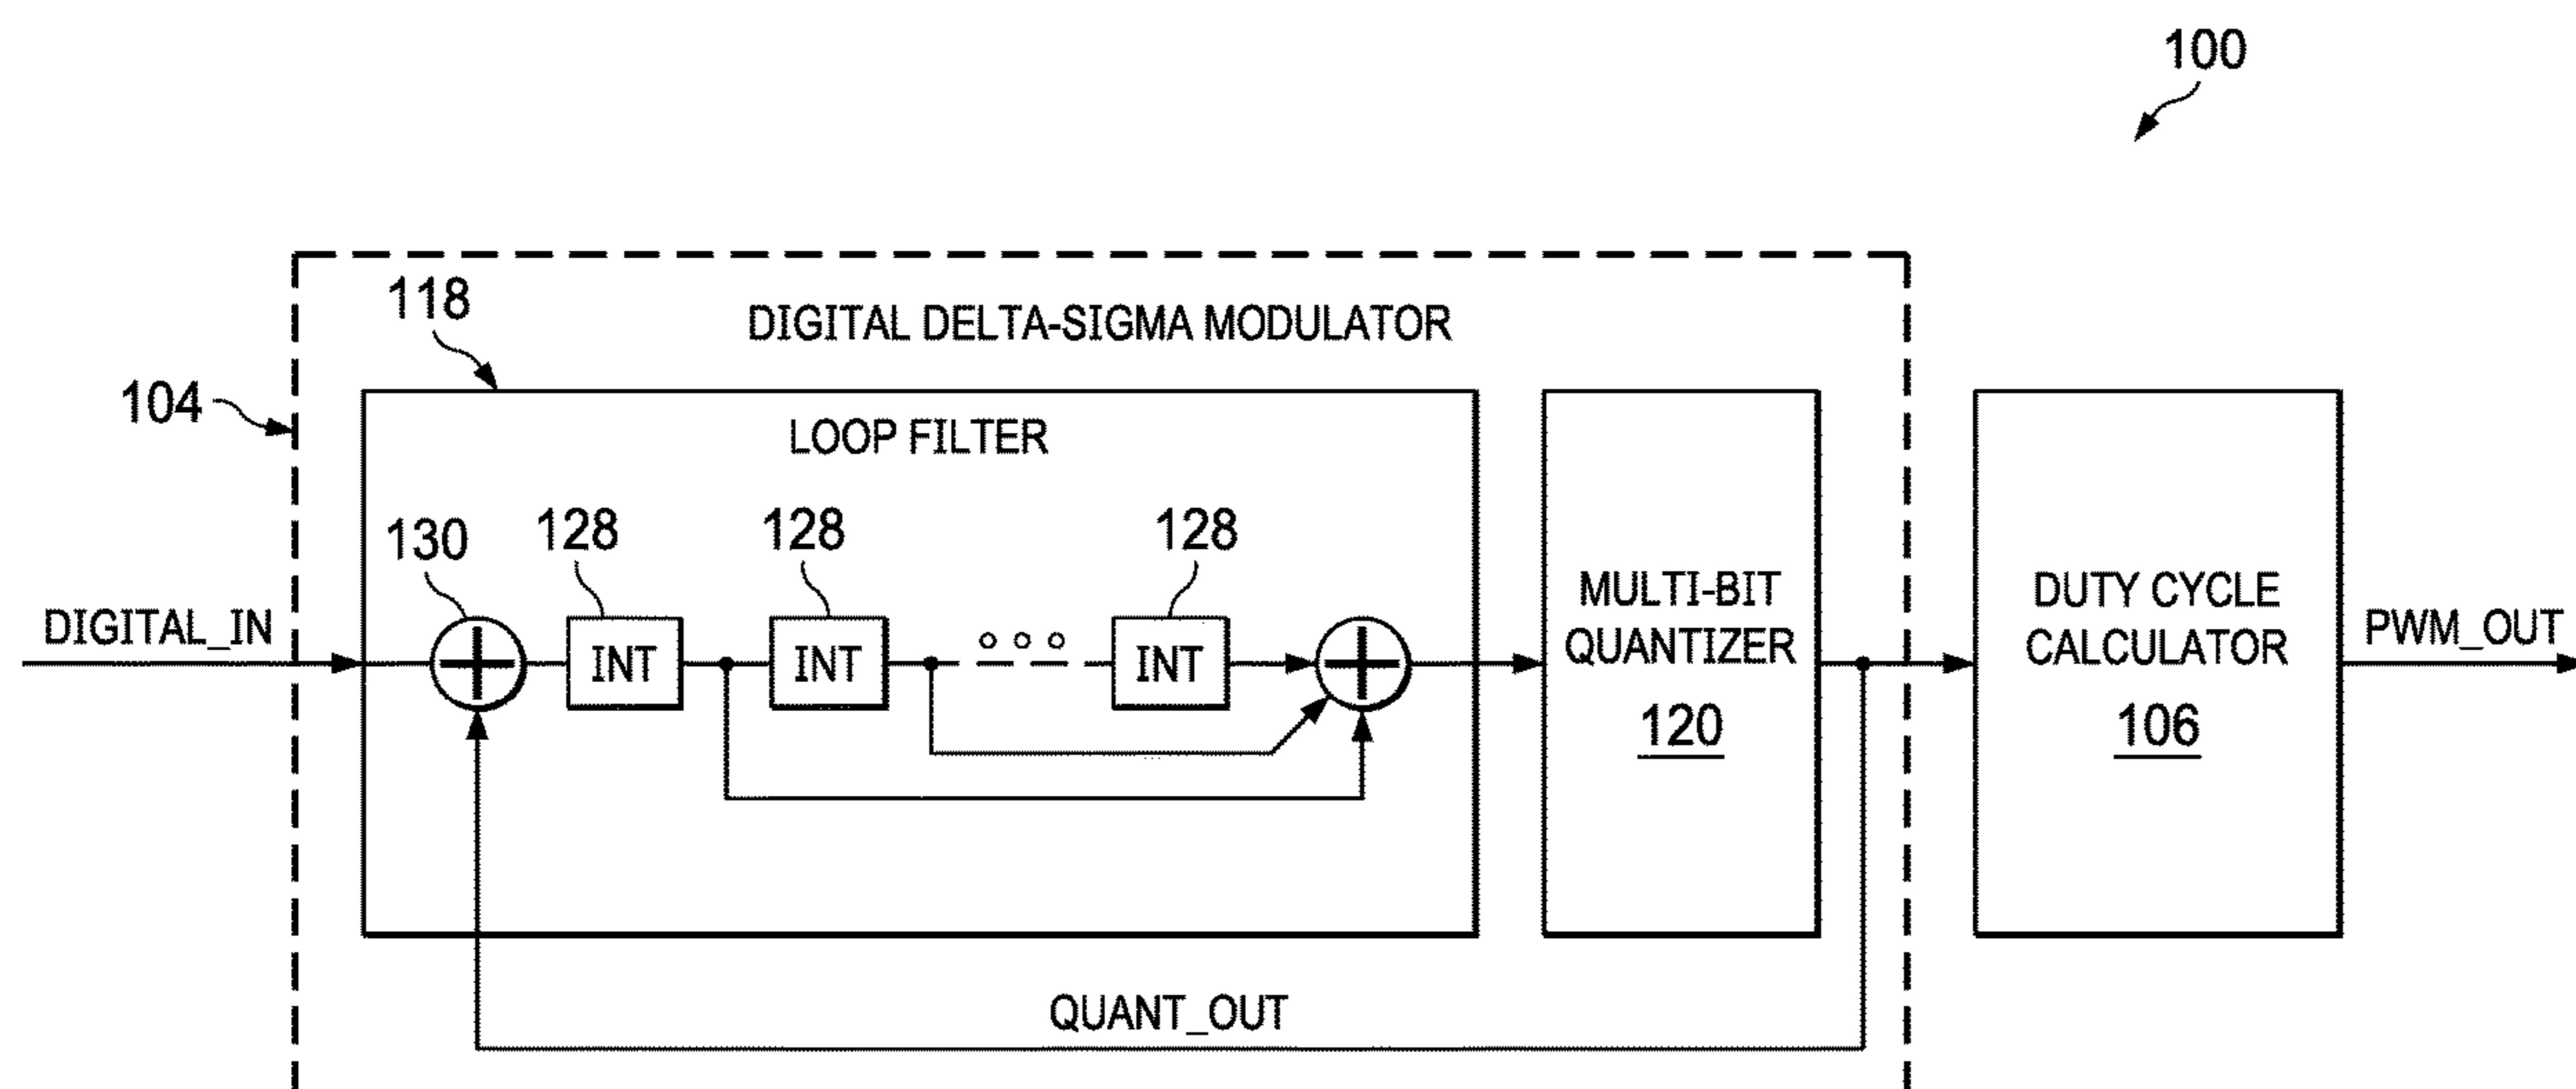 100
118
DIGITAL DELTA-SIGMA MODULATOR
104
LOOP FILTER
130
128
128
128
DIGITAL_IN
INT
INT
INT
MULTI-BIT
QUANTIZER
120
DUTY CYCLE
CALCULATOR
106
PWM_OUT
QUANT_OUT